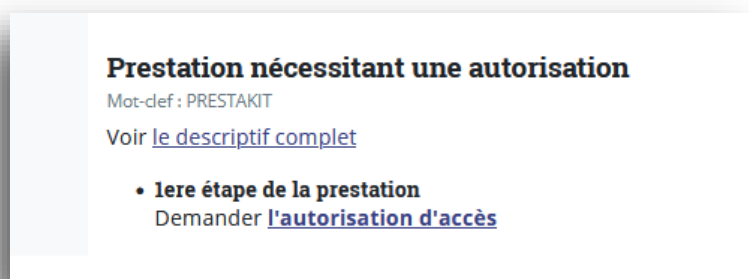 Prestation nécessitant une autorisation
Mot-clef : PRESTAKIT
Voir le descriptif complet
• 1ere étape de la prestation
Demander l'autorisation d'accès